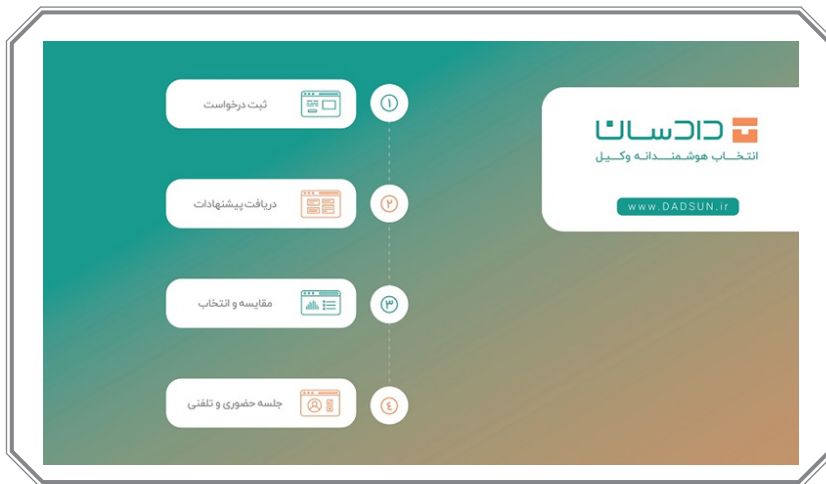 دادسان
انتخاب هوشمندانه وکیل
www.DADSUN.ir
۱
ثبت درخواست
۲
دریافت پیشنهادات
۳
مقایسه و انتخاب
٤
جلسه حضوری و تلفنی